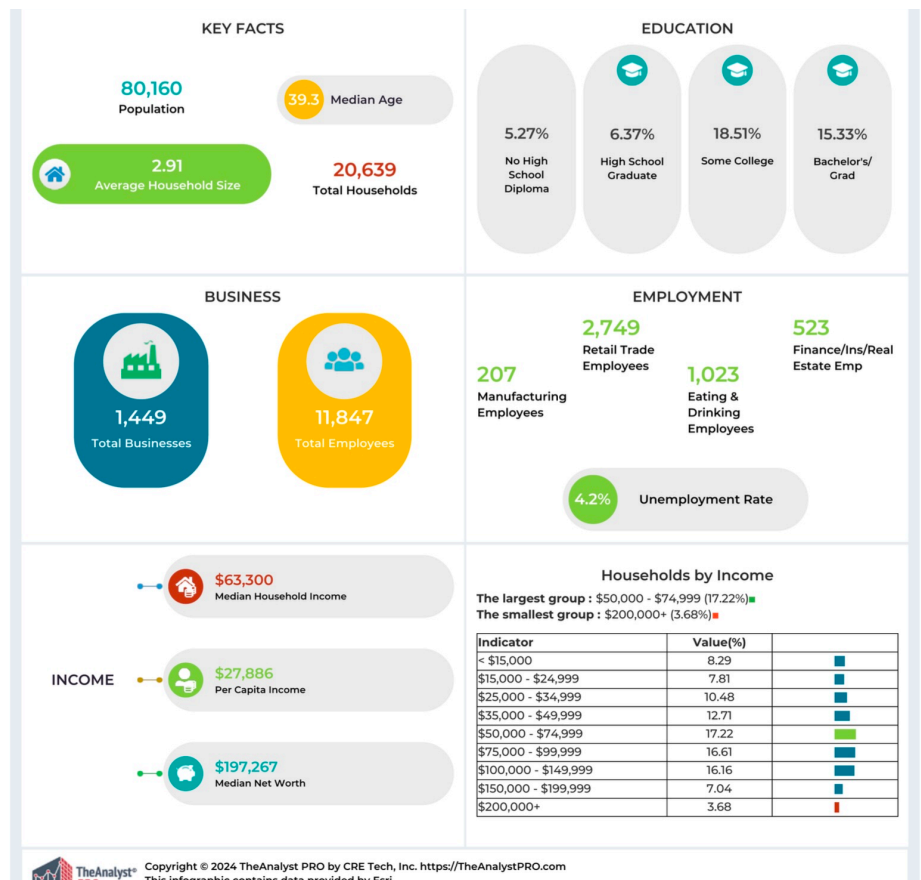 KEY FACTS
80,160
Population
39.3 Median Age
2.91
Average Household Size
20,639
Total Households
EDUCATION
5.27%
No High
School
Diploma
6.37%
High School
Graduate
18.51%
Some College
15.33%
Bachelor's/
Grad
BUSINESS
1,449
Total Businesses
11,847
Total Employees
EMPLOYMENT
207
Manufacturing
Employees
2,749
Retail Trade
Employees
1,023
Eating &
Drinking
Employees
523
Finance/Ins/Real
Estate Emp
4.2% Unemployment Rate
INCOME
$63,300
Median Household Income
$27,886
Per Capita Income
$197,267
Median Net Worth
Households by Income
The largest group : $50,000 - $74,999 (17.22%)
The smallest group : $200,000+ (3.68%)
Indicator Value(%)
< $15,000 8.29
$15,000 - $24,999 7.81
$25,000 - $34,999 10.48
$35,000 - $49,999 12.71
$50,000 - $74,999 17.22
$75,000 - $99,999 16.61
$100,000 - $149,999 16.16
$150,000 - $199,999 7.04
$200,000+ 3.68
TheAnalyst®
Copyright © 2024 TheAnalyst PRO by CRE Tech, Inc. https://TheAnalystPRO.com
This infographic contains data provided by Esri